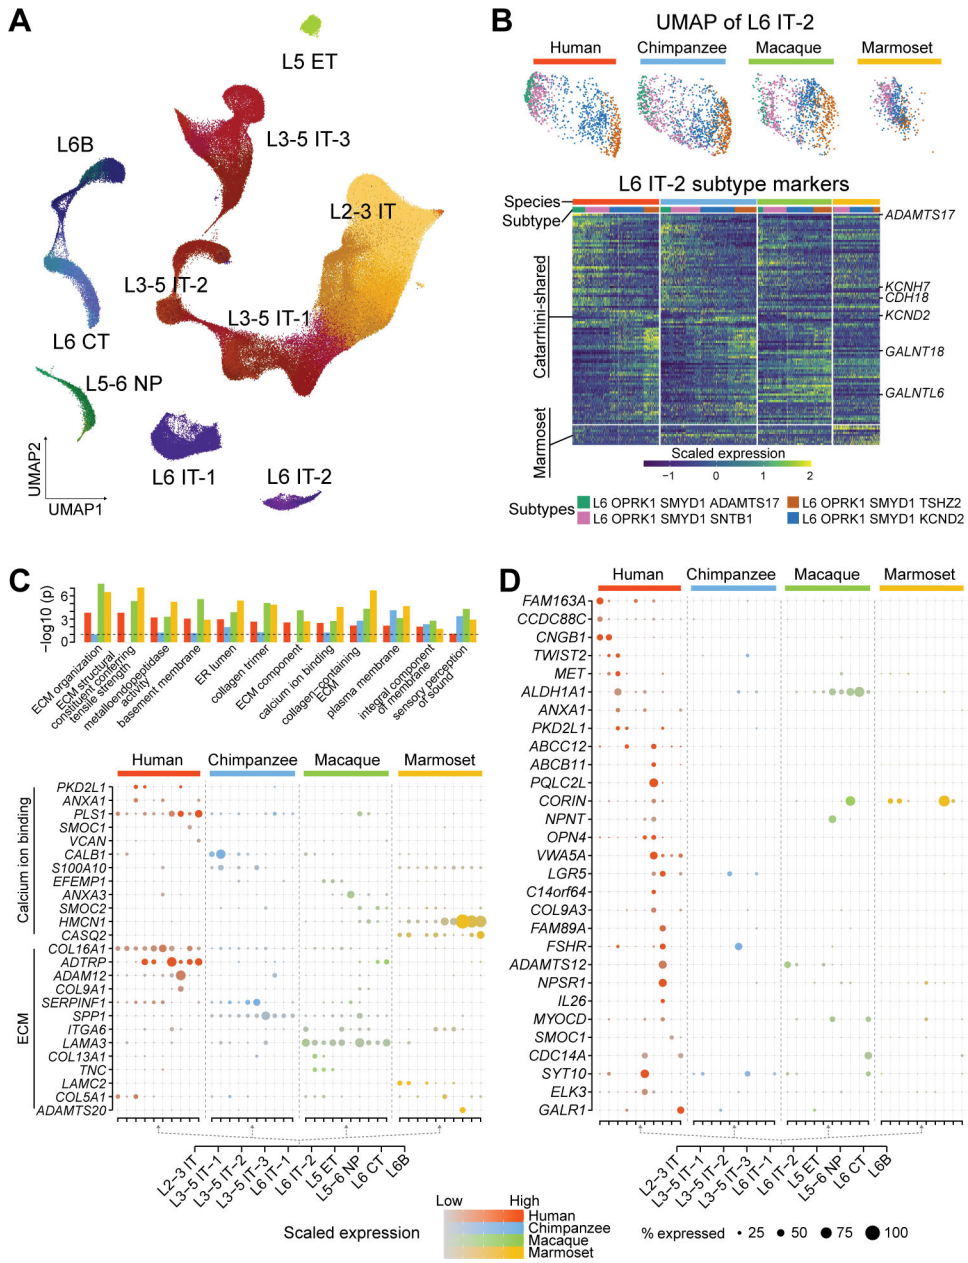 A
L5 ET
L6B
L3-5 IT-3
L2-3 IT
L3-5 IT-2
L3-5 IT-1
L6 CT
L5-6 NP
L6 IT-1
L6 IT-2
UMAP2
UMAP1
B
UMAP of L6 IT-2
Human Chimpanzee Macaque Marmoset
L6 IT-2 subtype markers
Species
Subtype
ADAMTS17
KCNH7
CDH18
KCND2
GALNT18
GALNTL6
Catarrhini-shared
Marmoset
Scaled expression
−1 0 1 2
Subtypes
L6 OPRK1 SMYD1 ADAMTS17
L6 OPRK1 SMYD1 TSHZ2
L6 OPRK1 SMYD1 SNTB1
L6 OPRK1 SMYD1 KCND2
C
−log10 (p)
6
3
0
ECM organization
ECM structural
constituent conferring
tensile strength
metalloendopeptidase
activity
basement membrane
ER lumen
collagen trimer
ECM component
calcium ion binding
collagen-containing
ECM
plasma membrane
integral component
of membrane
sensory perception
of sound
Human Chimpanzee Macaque Marmoset
Calcium ion binding
PKD2L1
ANXA1
PLS1
SMOC1
VCAN
CALB1
S100A10
EFEMP1
ANXA3
SMOC2
HMCN1
CASQ2
ECM
COL16A1
ADTRP
ADAM12
COL9A1
SERPINF1
SPP1
ITGA6
LAMA3
COL13A1
TNC
LAMC2
COL5A1
ADAMTS20
L2−3 IT
L3−5 IT−1
L3−5 IT−2
L3−5 IT−3
L6 IT−1
L6 IT−2
L5 ET
L5−6 NP
L6 CT
L6B
D
Human Chimpanzee Macaque Marmoset
FAM163A
CCDC88C
CNGB1
TWIST2
MET
ALDH1A1
ANXA1
PKD2L1
ABCC12
ABCB11
PQLC2L
CORIN
NPNT
OPN4
VWA5A
LGR5
C14orf64
COL9A3
FAM89A
FSHR
ADAMTS12
NPSR1
IL26
MYOCD
SMOC1
CDC14A
SYT10
ELK3
GALR1
L2−3 IT
L3−5 IT−1
L3−5 IT−2
L3−5 IT−3
L6 IT−1
L6 IT−2
L5 ET
L5−6 NP
L6 CT
L6B
Scaled expression
Low High
Human
Chimpanzee
Macaque
Marmoset
% expressed 25 50 75 100